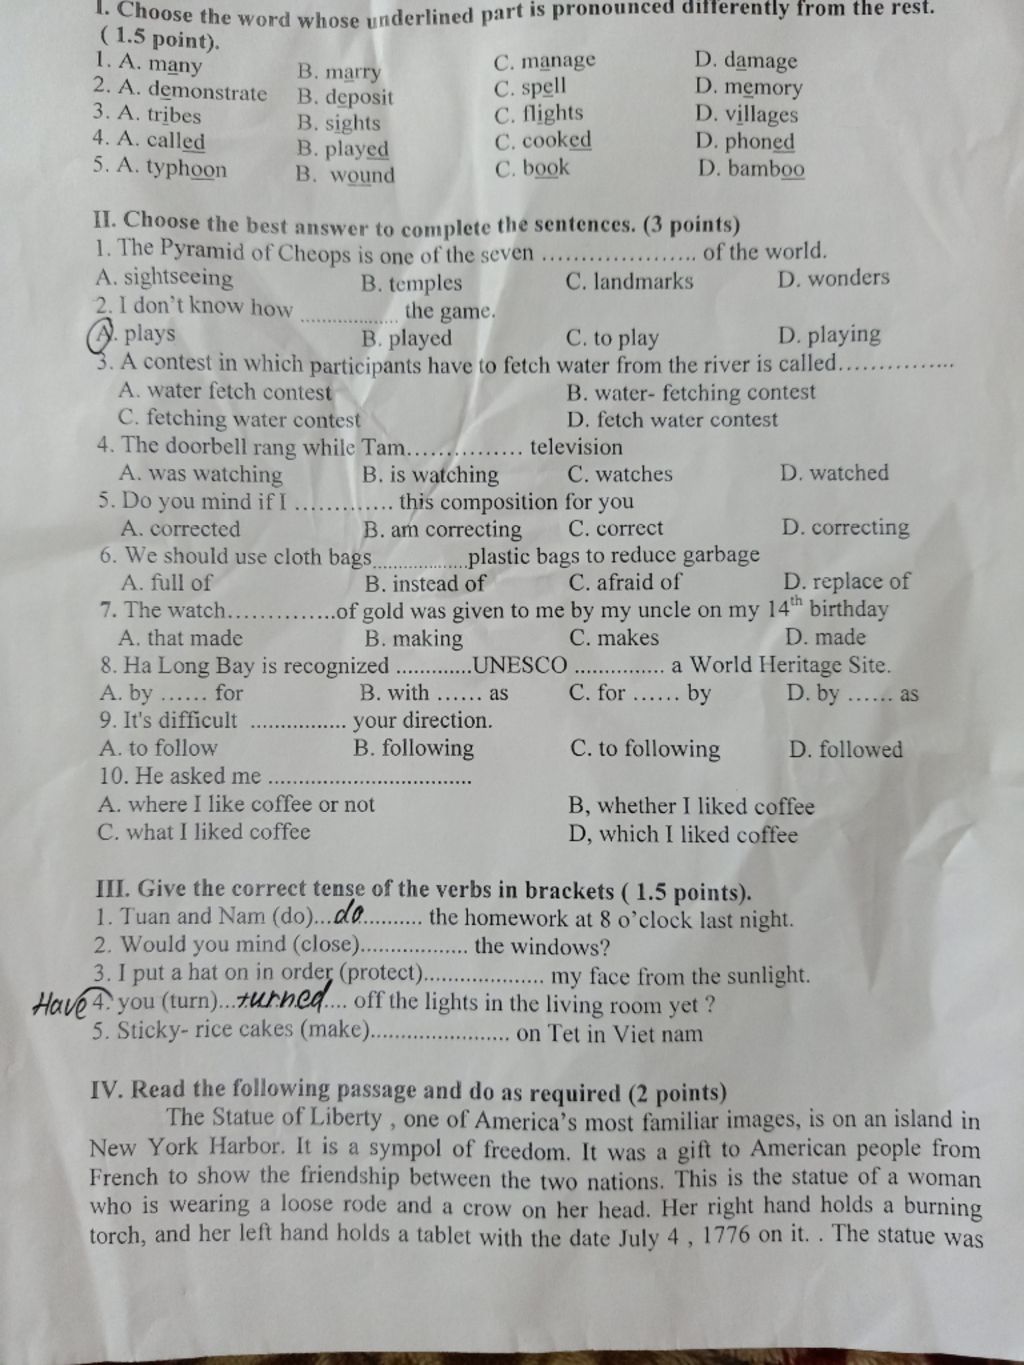 I. Choose the word whose underlined part is pronounced differently from the rest.
( 1.5 point).
1. A. many B. marry C. manage D. damage
2. A. demonstrate B. deposit C. spell D. memory
3. A. tribes B. sights C. flights D. villages
4. A. called B. played C. cooked D. phoned
5. A. typhoon B. wound C. book D. bamboo
II. Choose the best answer to complete the sentences. (3 points)
1. The Pyramid of Cheops is one of the seven .................... of the world.
A. sightseeing B. temples C. landmarks D. wonders
2. I don't know how ................ the game.
A. plays B. played C. to play D. playing
3. A contest in which participants have to fetch water from the river is called...............
A. water fetch contest B. water- fetching contest
C. fetching water contest D. fetch water contest
4. The doorbell rang while Tam............... television
A. was watching B. is watching C. watches D. watched
5. Do you mind if I ............. this composition for you
A. corrected B. am correcting C. correct D. correcting
6. We should use cloth bags................plastic bags to reduce garbage
A. full of B. instead of C. afraid of D. replace of
7. The watch..............of gold was given to me by my uncle on my 14th birthday
A. that made B. making C. makes D. made
8. Ha Long Bay is recognized ............UNESCO .............. a World Heritage Site.
A. by ...... for B. with ...... as C. for ...... by D. by ...... as
9. It's difficult ................ your direction.
A. to follow B. following C. to following D. followed
10. He asked me ..................................
A. where I like coffee or not B, whether I liked coffee
C. what I liked coffee D, which I liked coffee
III. Give the correct tense of the verbs in brackets ( 1.5 points).
1. Tuan and Nam (do)...do.......... the homework at 8 o'clock last night.
2. Would you mind (close).................. the windows?
3. I put a hat on in order (protect).................... my face from the sunlight.
Have 4. you (turn)...turned.... off the lights in the living room yet ?
5. Sticky- rice cakes (make)....................... on Tet in Viet nam
IV. Read the following passage and do as required (2 points)
The Statue of Liberty , one of America's most familiar images, is on an island in
New York Harbor. It is a sympol of freedom. It was a gift to American people from
French to show the friendship between the two nations. This is the statue of a woman
who is wearing a loose rode and a crow on her head. Her right hand holds a burning
torch, and her left hand holds a tablet with the date July 4 , 1776 on it. . The statue was